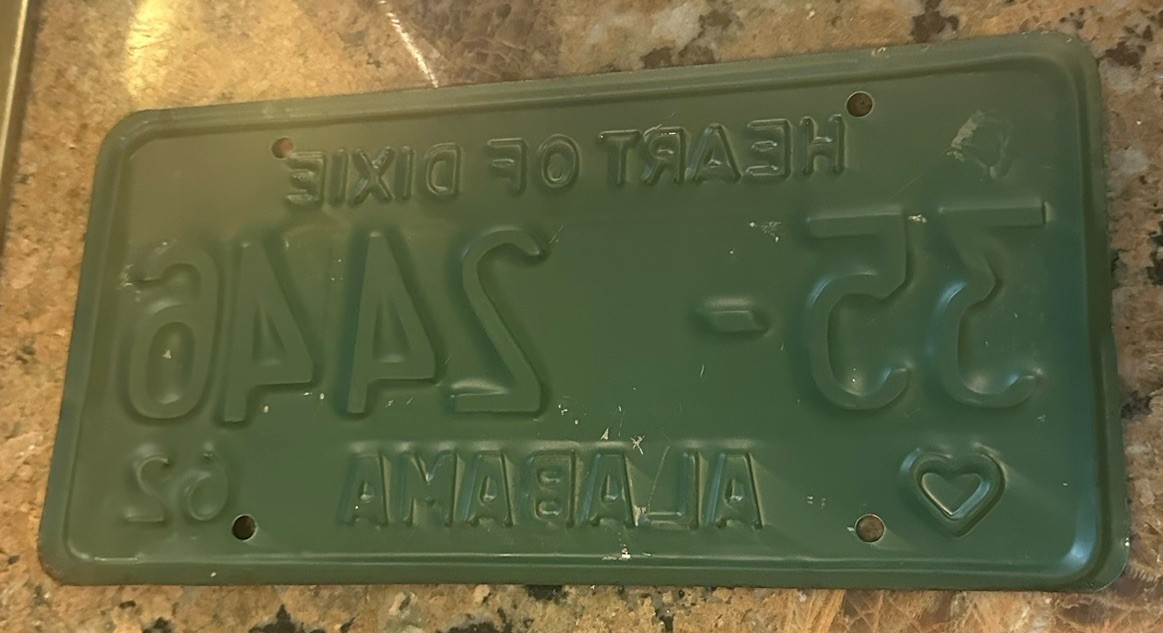 HEART OF DIXIE
35-2446
ALABAMA 62